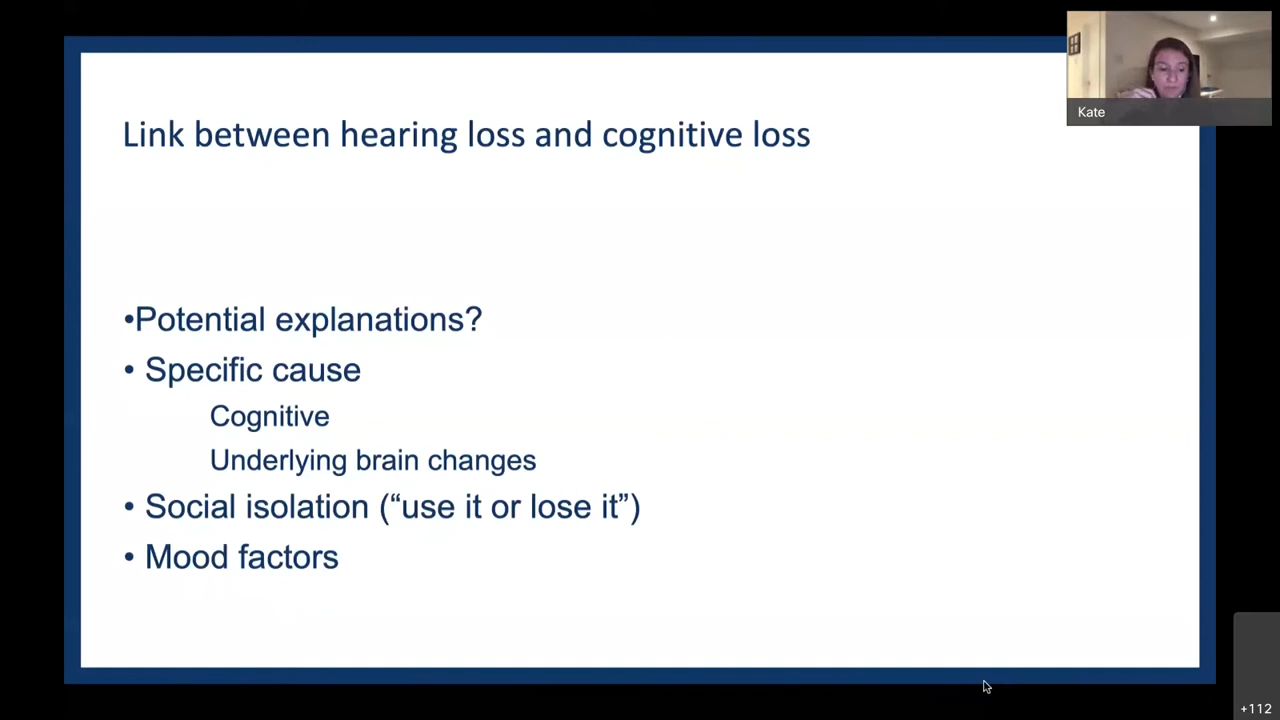 Kate
Link between hearing loss and cognitive loss
•Potential explanations?
• Specific cause
Cognitive
Underlying brain changes
• Social isolation (“use it or lose it”)
• Mood factors
+112